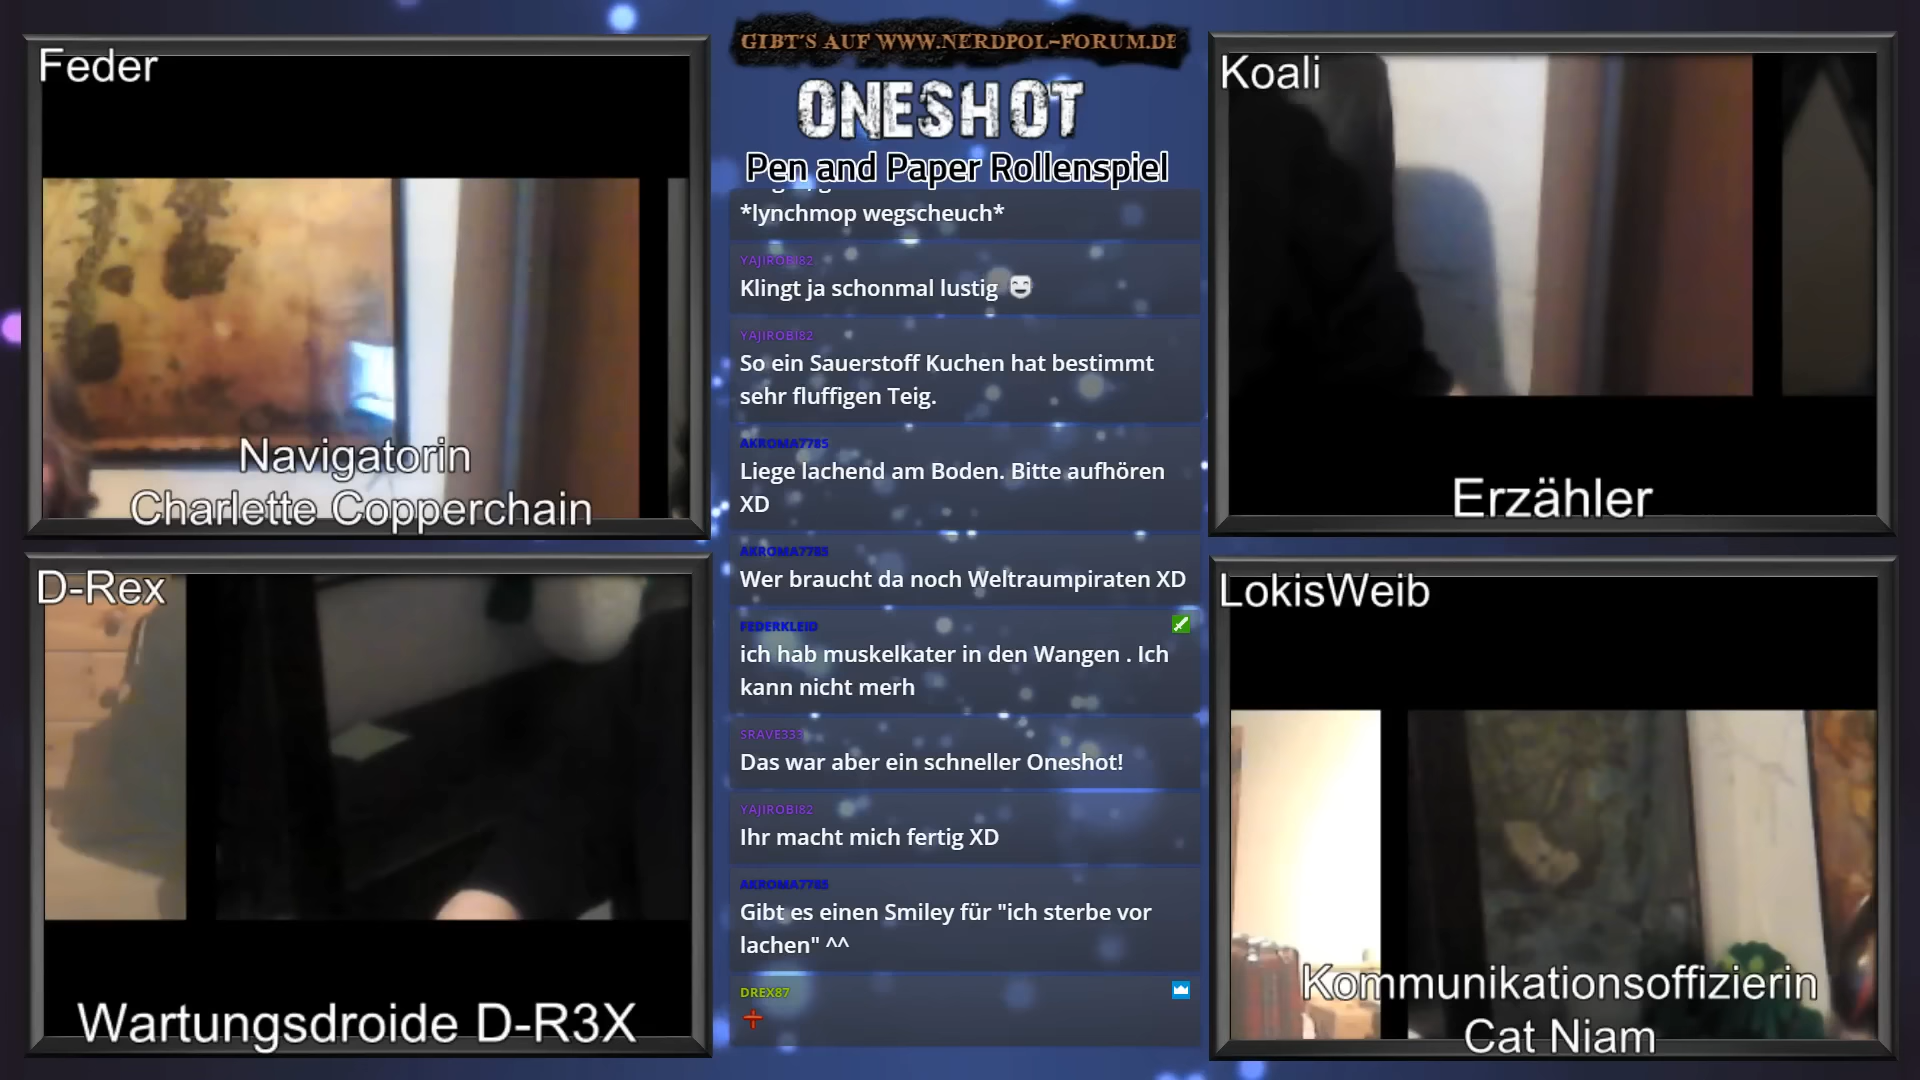 Feder
Navigatorin
Charlette Copperchain
D-Rex
Wartungsdroide D-R3X
GIBT'S AUF WWW.NERDPOL-FORUM.DE
ONESHOT
Pen and Paper Rollenspiel
*lynchmop wegscheuch*
YAJIROBI82
Klingt ja schonmal lustig
YAJIROBI82
So ein Sauerstoff Kuchen hat bestimmt
sehr fluffigen Teig.
AKROMA7785
Liege lachend am Boden. Bitte aufhören
XD
AKROMA7785
Wer braucht da noch Weltraumpiraten XD
FEDERKLEID
ich hab muskelkater in den Wangen . Ich
kann nicht merh
SRAVE333
Das war aber ein schneller Oneshot!
YAJIROBI82
Ihr macht mich fertig XD
AKROMA7785
Gibt es einen Smiley für "ich sterbe vor
lachen" ^^
DREX87
Koali
Erzähler
LokisWeib
Kommunikationsoffizierin
Cat Niam